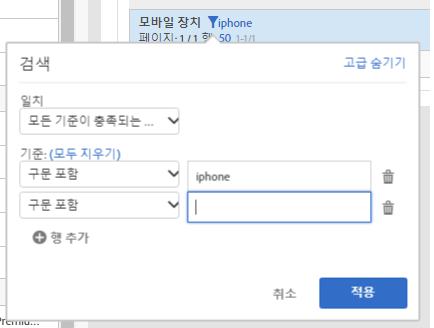 모바일 장치 iphone
페이지: 1 / 1 행 50 1-1/1
검색
고급 숨기기
일치
모든 기준이 충족되는 ...
기준: (모두 지우기)
구문 포함 iphone
구문 포함
행 추가
취소 적용
Premiu...